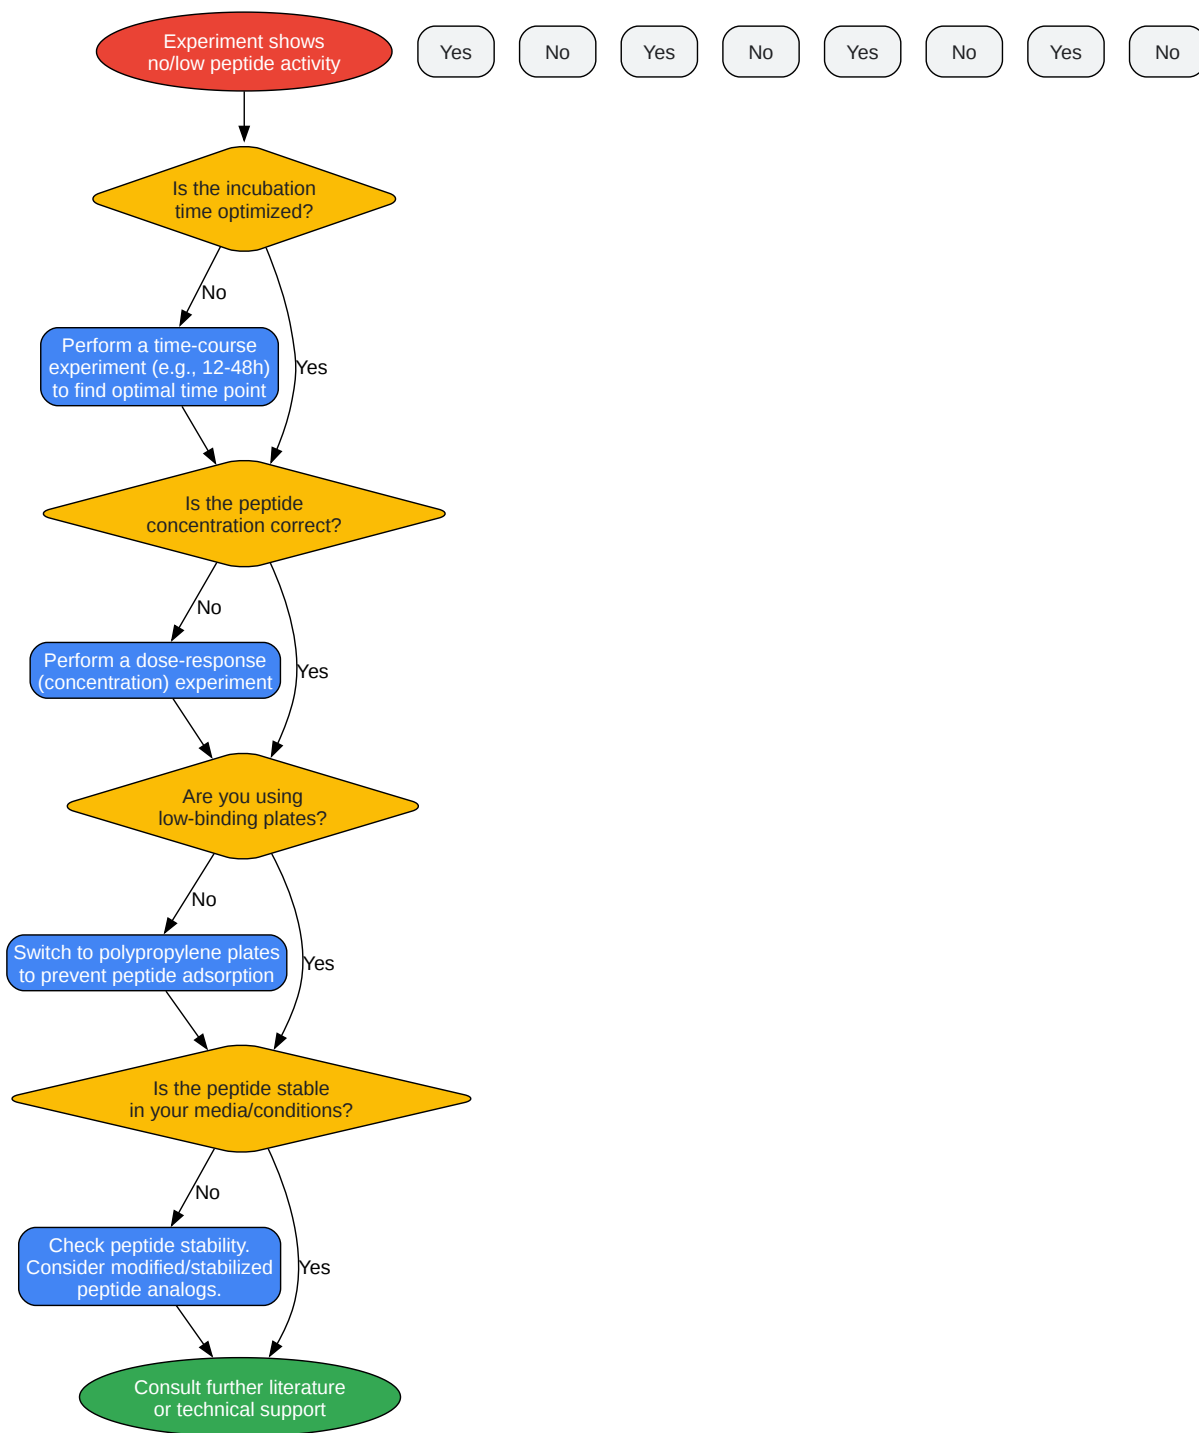 Experiment shows
no/low peptide activity
Yes
No
Yes
No
Yes
No
Yes
No
Is the incubation
time optimized?
No
Perform a time-course
experiment (e.g., 12-48h)
to find optimal time point
Yes
Is the peptide
concentration correct?
No
Perform a dose-response
(concentration) experiment
Yes
Are you using
low-binding plates?
No
Switch to polypropylene plates
to prevent peptide adsorption
Yes
Is the peptide stable
in your media/conditions?
No
Check peptide stability.
Consider modified/stabilized
peptide analogs.
Yes
Consult further literature
or technical support